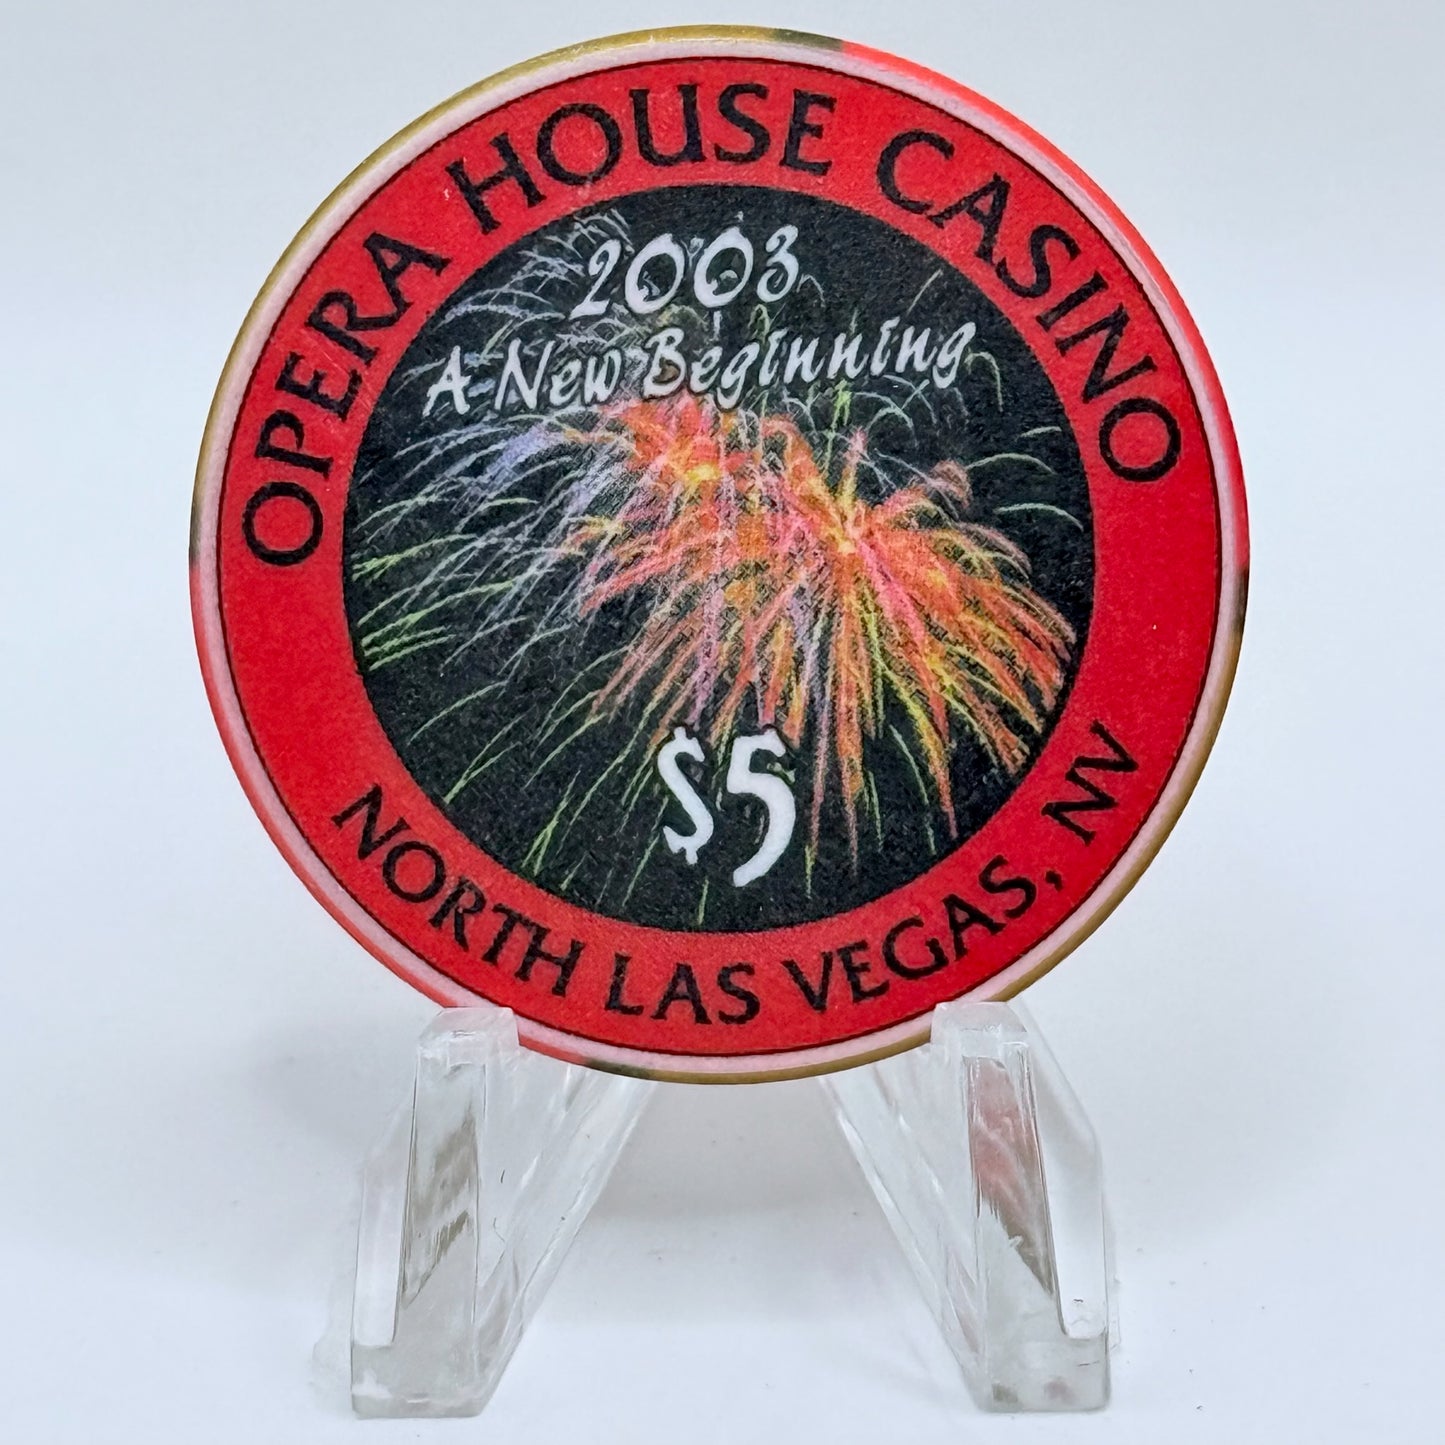 OPERA HOUSE CASINO
2003
A New Beginning
$5
NORTH LAS VEGAS, NV